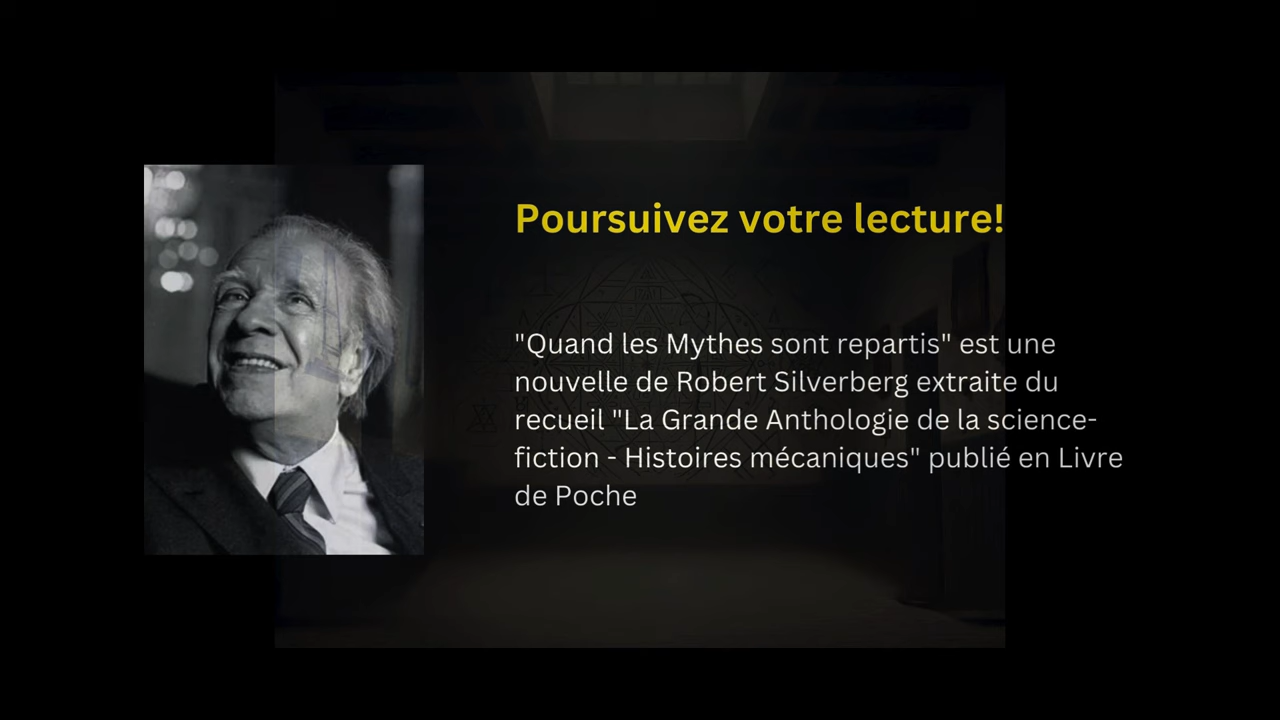 Poursuivez votre lecture!
"Quand les Mythes sont repartis" est une
nouvelle de Robert Silverberg extraite du
recueil "La Grande Anthologie de la science-
fiction - Histoires mécaniques" publié en Livre
de Poche